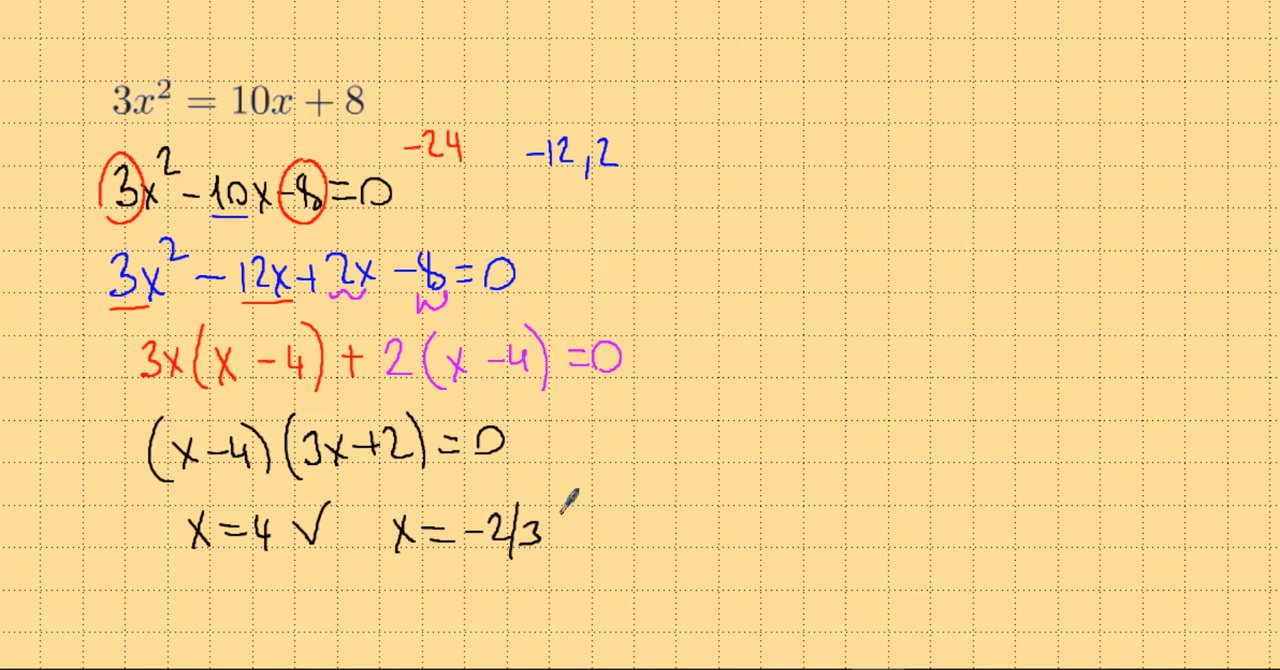 3x² = 10x + 8
-24 -12, 2
3x² - 10x - 8 = 0
3x² - 12x + 2x - 8 = 0
3x(x - 4) + 2(x - 4) = 0
(x - 4)(3x + 2) = 0
x = 4 ✓ x = -2/3